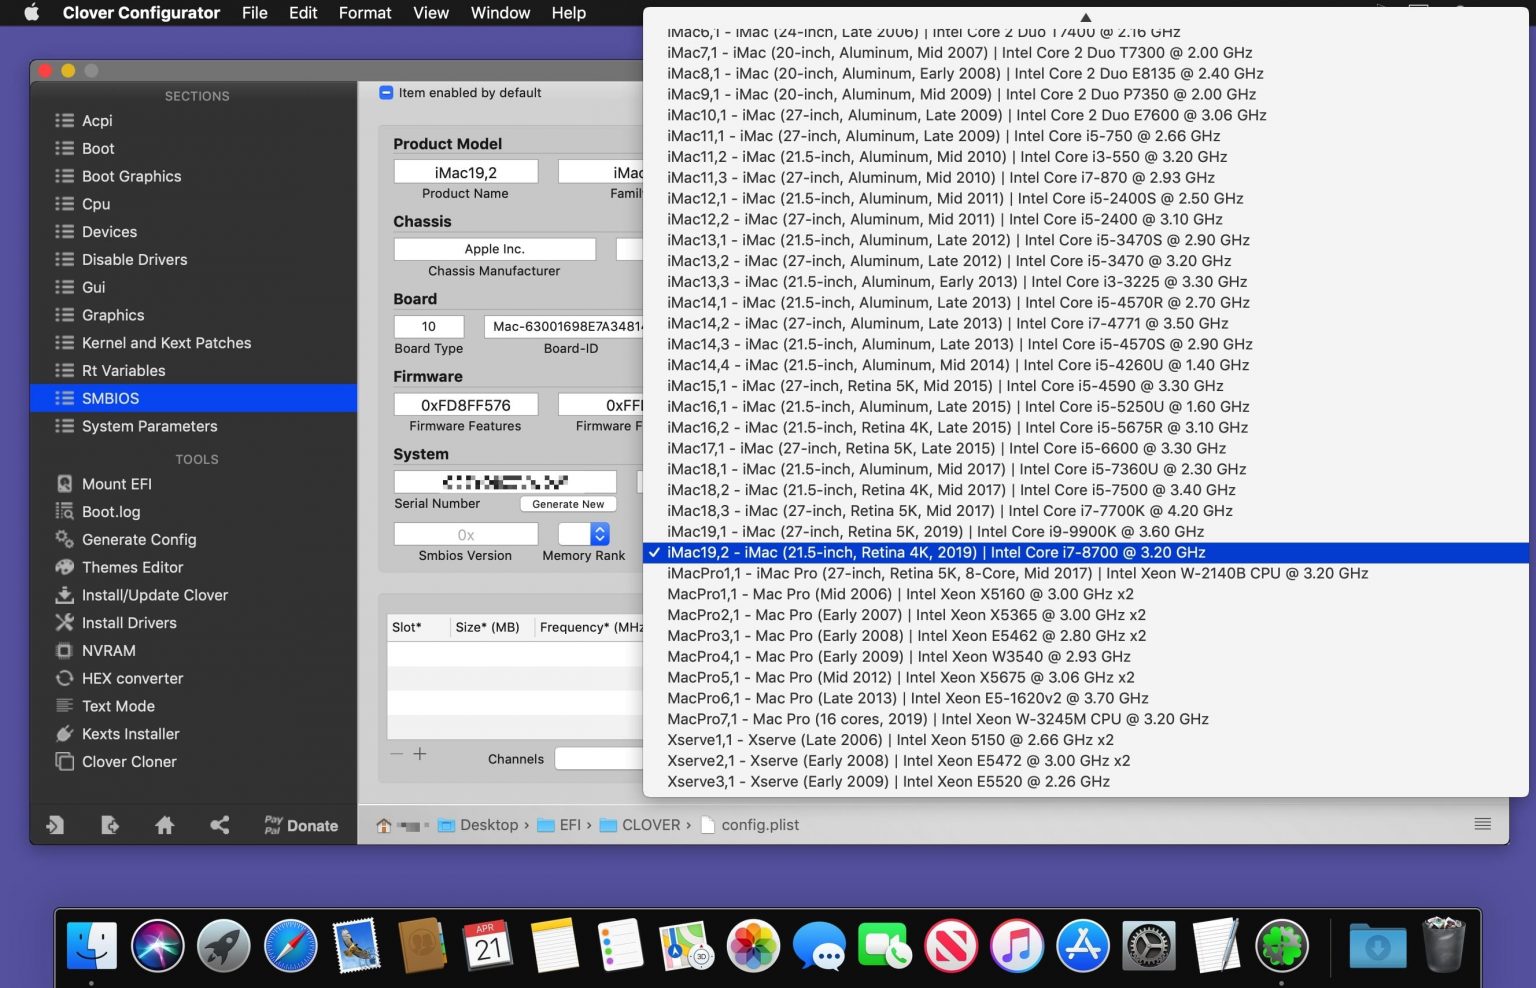 Clover Configurator File Edit Format View Window Help
SECTIONS
Acpi
Boot
Boot Graphics
Cpu
Devices
Disable Drivers
Gui
Graphics
Kernel and Kext Patches
Rt Variables
SMBIOS
System Parameters
TOOLS
Mount EFI
Boot.log
Generate Config
Themes Editor
Install/Update Clover
Install Drivers
NVRAM
HEX converter
Text Mode
Kexts Installer
Clover Cloner
Pay Pal Donate
Item enabled by default
Product Model
iMac19,2 iMac
Product Name Famil
Chassis
Apple Inc.
Chassis Manufacturer
Board
10 Mac-63001698E7A3481
Board Type Board-ID
Firmware
0xFD8FF576 0xFF
Firmware Features Firmware F
System
Serial Number Generate New
0x
Smbios Version Memory Rank
Slot* Size* (MB) Frequency* (MHz
Channels
Desktop › EFI › CLOVER › config.plist
iMac6,1 - iMac (24-inch, Late 2006) | Intel Core 2 Duo T7400 @ 2.16 GHz
iMac7,1 - iMac (20-inch, Aluminum, Mid 2007) | Intel Core 2 Duo T7300 @ 2.00 GHz
iMac8,1 - iMac (20-inch, Aluminum, Early 2008) | Intel Core 2 Duo E8135 @ 2.40 GHz
iMac9,1 - iMac (20-inch, Aluminum, Mid 2009) | Intel Core 2 Duo P7350 @ 2.00 GHz
iMac10,1 - iMac (27-inch, Aluminum, Late 2009) | Intel Core 2 Duo E7600 @ 3.06 GHz
iMac11,1 - iMac (27-inch, Aluminum, Late 2009) | Intel Core i5-750 @ 2.66 GHz
iMac11,2 - iMac (21.5-inch, Aluminum, Mid 2010) | Intel Core i3-550 @ 3.20 GHz
iMac11,3 - iMac (27-inch, Aluminum, Mid 2010) | Intel Core i7-870 @ 2.93 GHz
iMac12,1 - iMac (21.5-inch, Aluminum, Mid 2011) | Intel Core i5-2400S @ 2.50 GHz
iMac12,2 - iMac (27-inch, Aluminum, Mid 2011) | Intel Core i5-2400 @ 3.10 GHz
iMac13,1 - iMac (21.5-inch, Aluminum, Late 2012) | Intel Core i5-3470S @ 2.90 GHz
iMac13,2 - iMac (27-inch, Aluminum, Late 2012) | Intel Core i5-3470 @ 3.20 GHz
iMac13,3 - iMac (21.5-inch, Aluminum, Early 2013) | Intel Core i3-3225 @ 3.30 GHz
iMac14,1 - iMac (21.5-inch, Aluminum, Late 2013) | Intel Core i5-4570R @ 2.70 GHz
iMac14,2 - iMac (27-inch, Aluminum, Late 2013) | Intel Core i7-4771 @ 3.50 GHz
iMac14,3 - iMac (21.5-inch, Aluminum, Late 2013) | Intel Core i5-4570S @ 2.90 GHz
iMac14,4 - iMac (21.5-inch, Aluminum, Mid 2014) | Intel Core i5-4260U @ 1.40 GHz
iMac15,1 - iMac (27-inch, Retina 5K, Mid 2015) | Intel Core i5-4590 @ 3.30 GHz
iMac16,1 - iMac (21.5-inch, Aluminum, Late 2015) | Intel Core i5-5250U @ 1.60 GHz
iMac16,2 - iMac (21.5-inch, Retina 4K, Late 2015) | Intel Core i5-5675R @ 3.10 GHz
iMac17,1 - iMac (27-inch, Retina 5K, Late 2015) | Intel Core i5-6600 @ 3.30 GHz
iMac18,1 - iMac (21.5-inch, Aluminum, Mid 2017) | Intel Core i5-7360U @ 2.30 GHz
iMac18,2 - iMac (21.5-inch, Retina 4K, Mid 2017) | Intel Core i5-7500 @ 3.40 GHz
iMac18,3 - iMac (27-inch, Retina 5K, Mid 2017) | Intel Core i7-7700K @ 4.20 GHz
iMac19,1 - iMac (27-inch, Retina 5K, 2019) | Intel Core i9-9900K @ 3.60 GHz
✓ iMac19,2 - iMac (21.5-inch, Retina 4K, 2019) | Intel Core i7-8700 @ 3.20 GHz
iMacPro1,1 - iMac Pro (27-inch, Retina 5K, 8-Core, Mid 2017) | Intel Xeon W-2140B CPU @ 3.20 GHz
MacPro1,1 - Mac Pro (Mid 2006) | Intel Xeon X5160 @ 3.00 GHz x2
MacPro2,1 - Mac Pro (Early 2007) | Intel Xeon X5365 @ 3.00 GHz x2
MacPro3,1 - Mac Pro (Early 2008) | Intel Xeon E5462 @ 2.80 GHz x2
MacPro4,1 - Mac Pro (Early 2009) | Intel Xeon W3540 @ 2.93 GHz
MacPro5,1 - Mac Pro (Mid 2012) | Intel Xeon X5675 @ 3.06 GHz x2
MacPro6,1 - Mac Pro (Late 2013) | Intel Xeon E5-1620v2 @ 3.70 GHz
MacPro7,1 - Mac Pro (16 cores, 2019) | Intel Xeon W-3245M CPU @ 3.20 GHz
Xserve1,1 - Xserve (Late 2006) | Intel Xeon 5150 @ 2.66 GHz x2
Xserve2,1 - Xserve (Early 2008) | Intel Xeon E5472 @ 3.00 GHz x2
Xserve3,1 - Xserve (Early 2009) | Intel Xeon E5520 @ 2.26 GHz
APR
21
3D